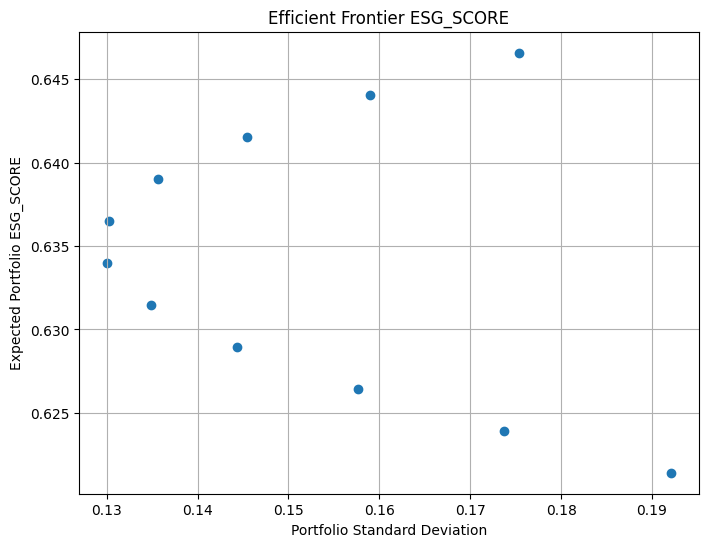 Efficient Frontier ESG_SCORE
Expected Portfolio ESG_SCORE
0.645
0.640
0.635
0.630
0.625
0.13 0.14 0.15 0.16 0.17 0.18 0.19
Portfolio Standard Deviation